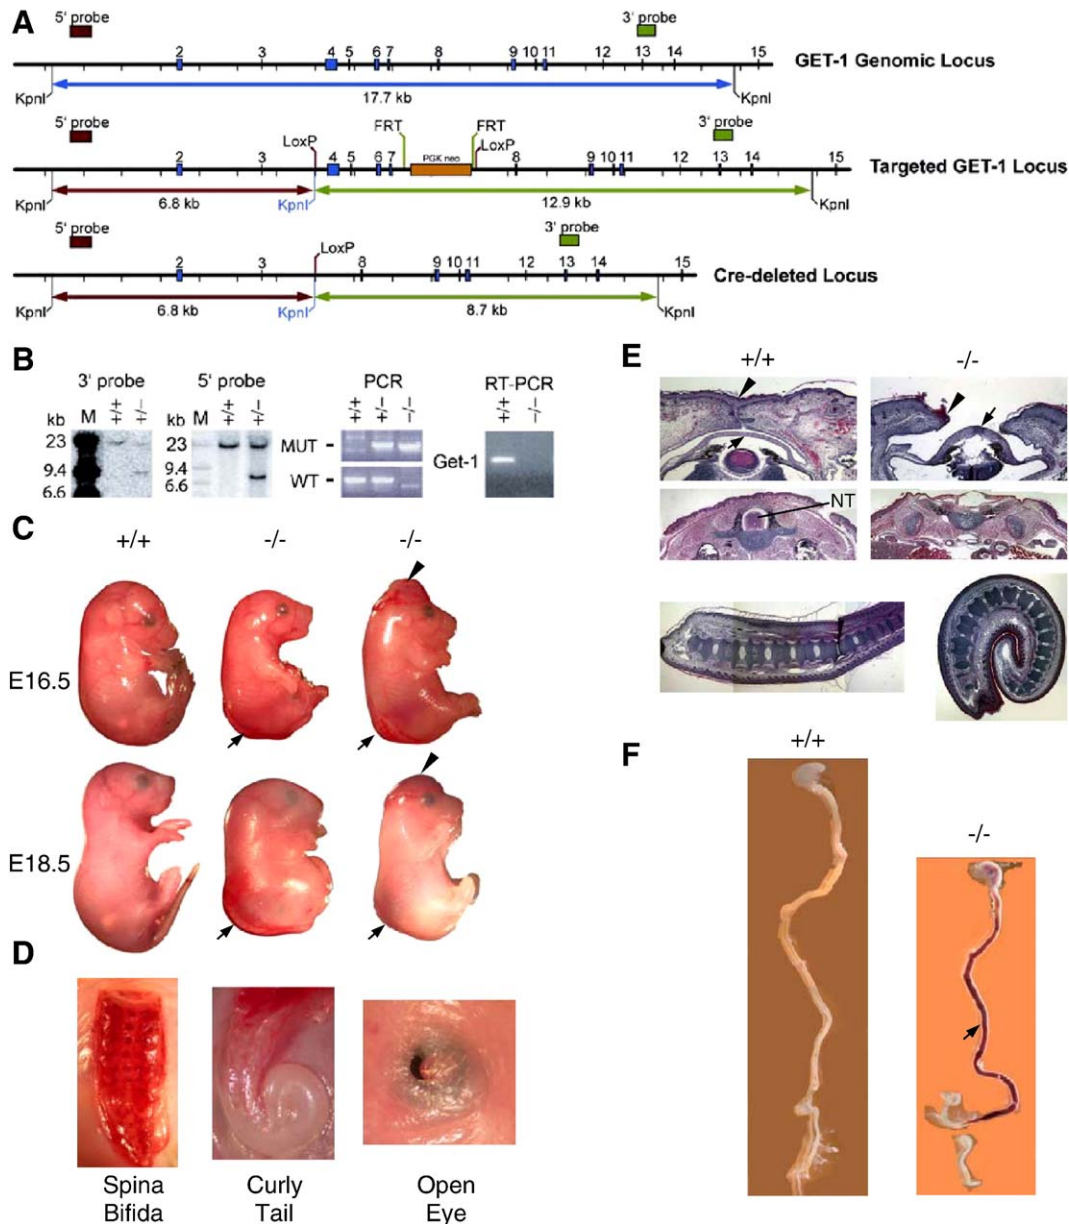 A
5' probe
3' probe
2 3 4 5 6 7 8 9 10 11 12 13 14 15
GET-1 Genomic Locus
KpnI 17.7 kb KpnI
5' probe
LoxP
FRT
FRT
LoxP
3' probe
2 3 4 5 6 7 PGK neo 8 9 10 11 12 13 14 15
Targeted GET-1 Locus
KpnI 6.8 kb KpnI 12.9 kb KpnI
5' probe
LoxP
3' probe
2 3 8 9 10 11 12 13 14 15
Cre-deleted Locus
KpnI 6.8 kb KpnI 8.7 kb KpnI
B
3' probe
kb M +/+ +/-
23
9.4
6.6
5' probe
kb M +/+ +/-
23
9.4
6.6
PCR
+/+ +/- -/-
MUT -
WT -
RT-PCR
+/+ -/-
Get-1
C
+/+ -/- -/-
E16.5
E18.5
D
Spina
Bifida
Curly
Tail
Open
Eye
E
+/+ -/-
NT
F
+/+
-/-